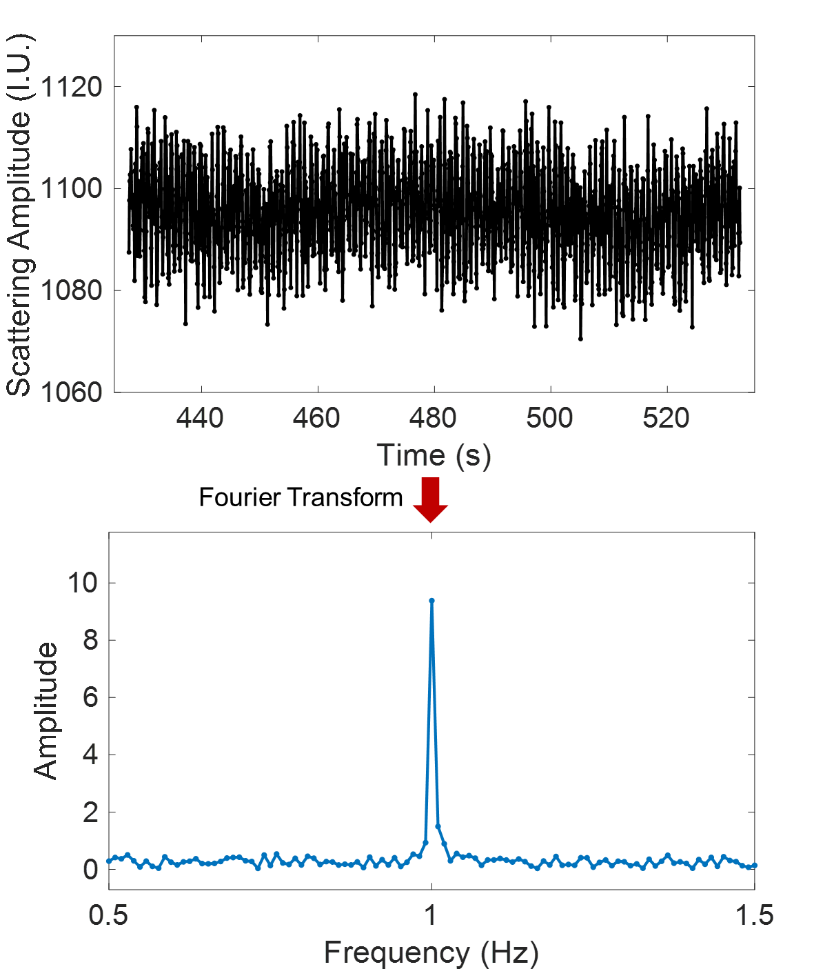 Scattering Amplitude (I.U.)
1120
1100
1080
1060
440 460 480 500 520
Time (s)
Fourier Transform
Amplitude
10
8
6
4
2
0
0.5 1 1.5
Frequency (Hz)